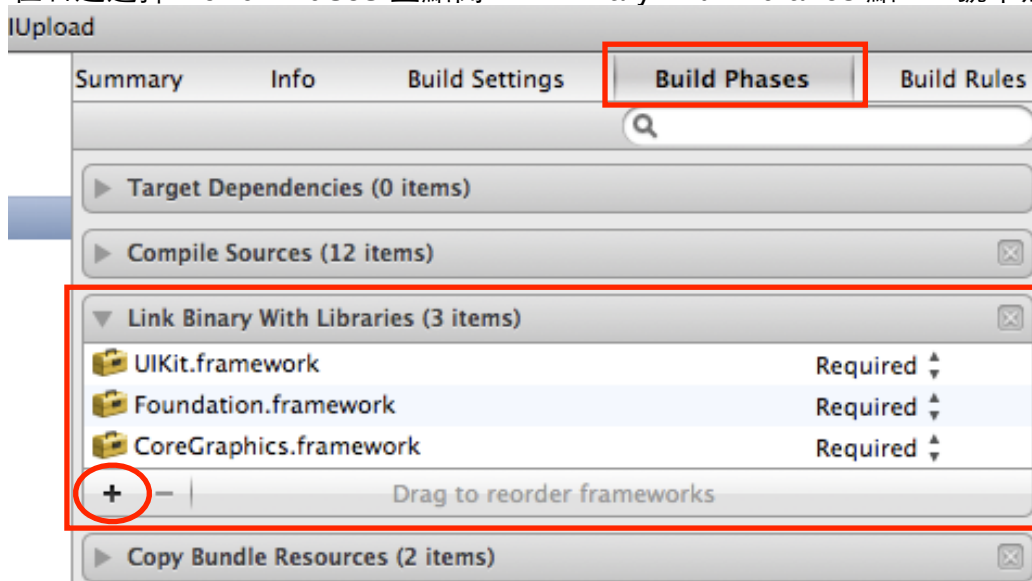 lUpload
Summary Info Build Settings Build Phases Build Rules
Target Dependencies (0 items)
Compile Sources (12 items)
Link Binary With Libraries (3 items)
UIKit.framework Required
Foundation.framework Required
CoreGraphics.framework Required
+ − Drag to reorder frameworks
Copy Bundle Resources (2 items)